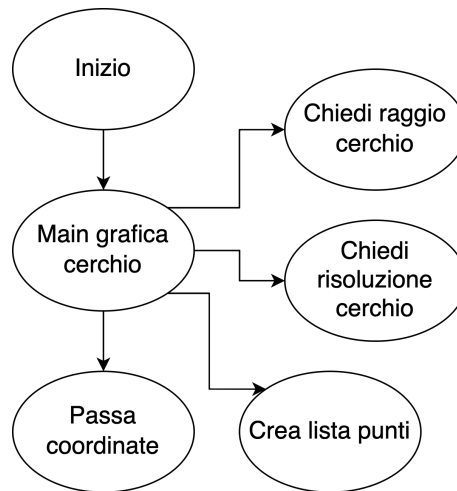 Inizio
Chiedi raggio
cerchio
Main grafica
cerchio
Chiedi
risoluzione
cerchio
Passa
coordinate
Crea lista punti